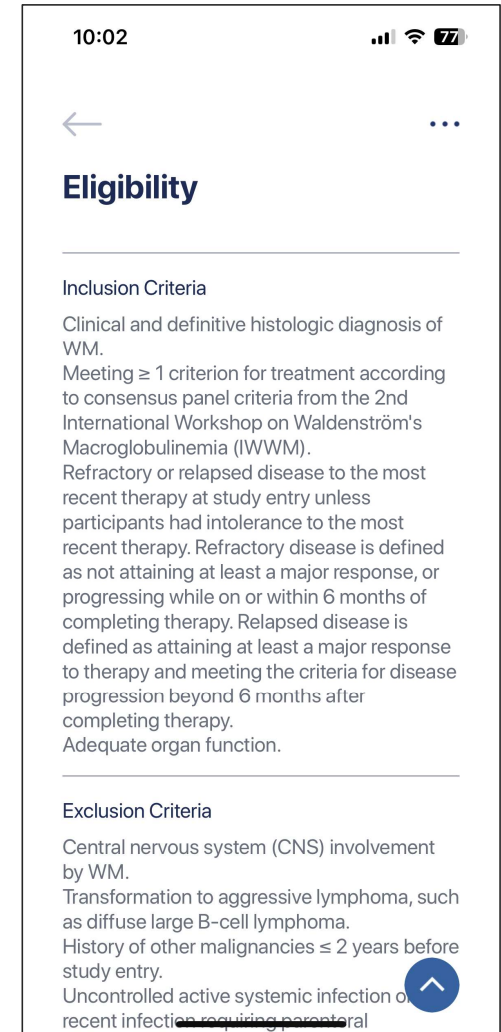 10:02
77
Eligibility
Inclusion Criteria
Clinical and definitive histologic diagnosis of
WM.
Meeting ≥ 1 criterion for treatment according
to consensus panel criteria from the 2nd
International Workshop on Waldenström's
Macroglobulinemia (IWWM).
Refractory or relapsed disease to the most
recent therapy at study entry unless
participants had intolerance to the most
recent therapy. Refractory disease is defined
as not attaining at least a major response, or
progressing while on or within 6 months of
completing therapy. Relapsed disease is
defined as attaining at least a major response
to therapy and meeting the criteria for disease
progression beyond 6 months after
completing therapy.
Adequate organ function.
Exclusion Criteria
Central nervous system (CNS) involvement
by WM.
Transformation to aggressive lymphoma, such
as diffuse large B-cell lymphoma.
History of other malignancies ≤ 2 years before
study entry.
Uncontrolled active systemic infection
recent infection requiring parenteral